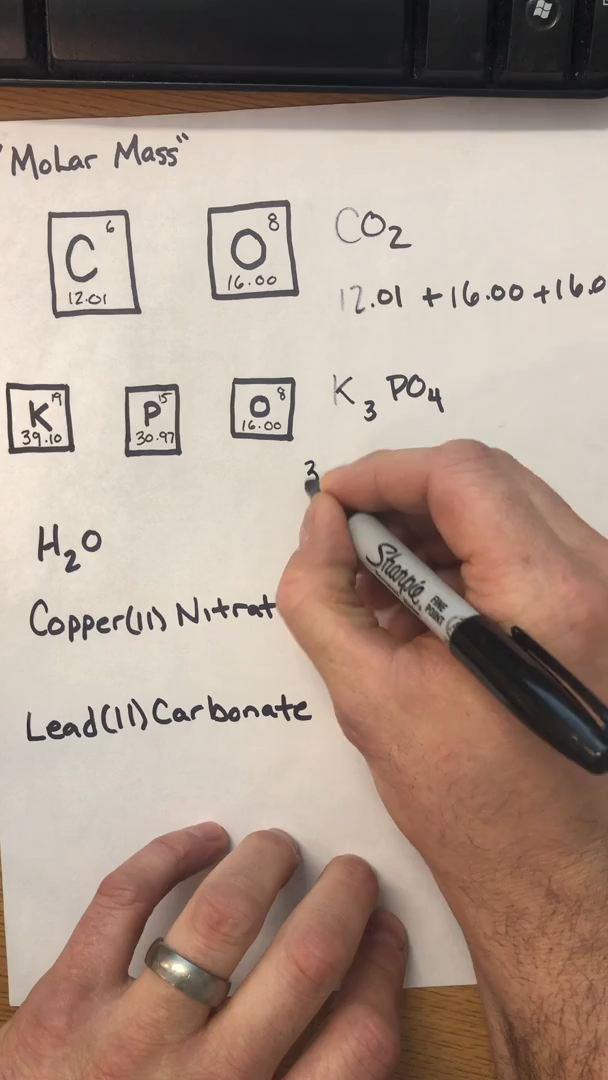 "Molar Mass"
6
C
12.01
8
O
16.00
CO2
12.01 + 16.00 + 16.0
19
K
39.10
15
P
30.97
8
O
16.00
K3PO4
3
H2O
Copper(II) Nitrat
Lead(II) Carbonate
Sharpie
FINE
POINT